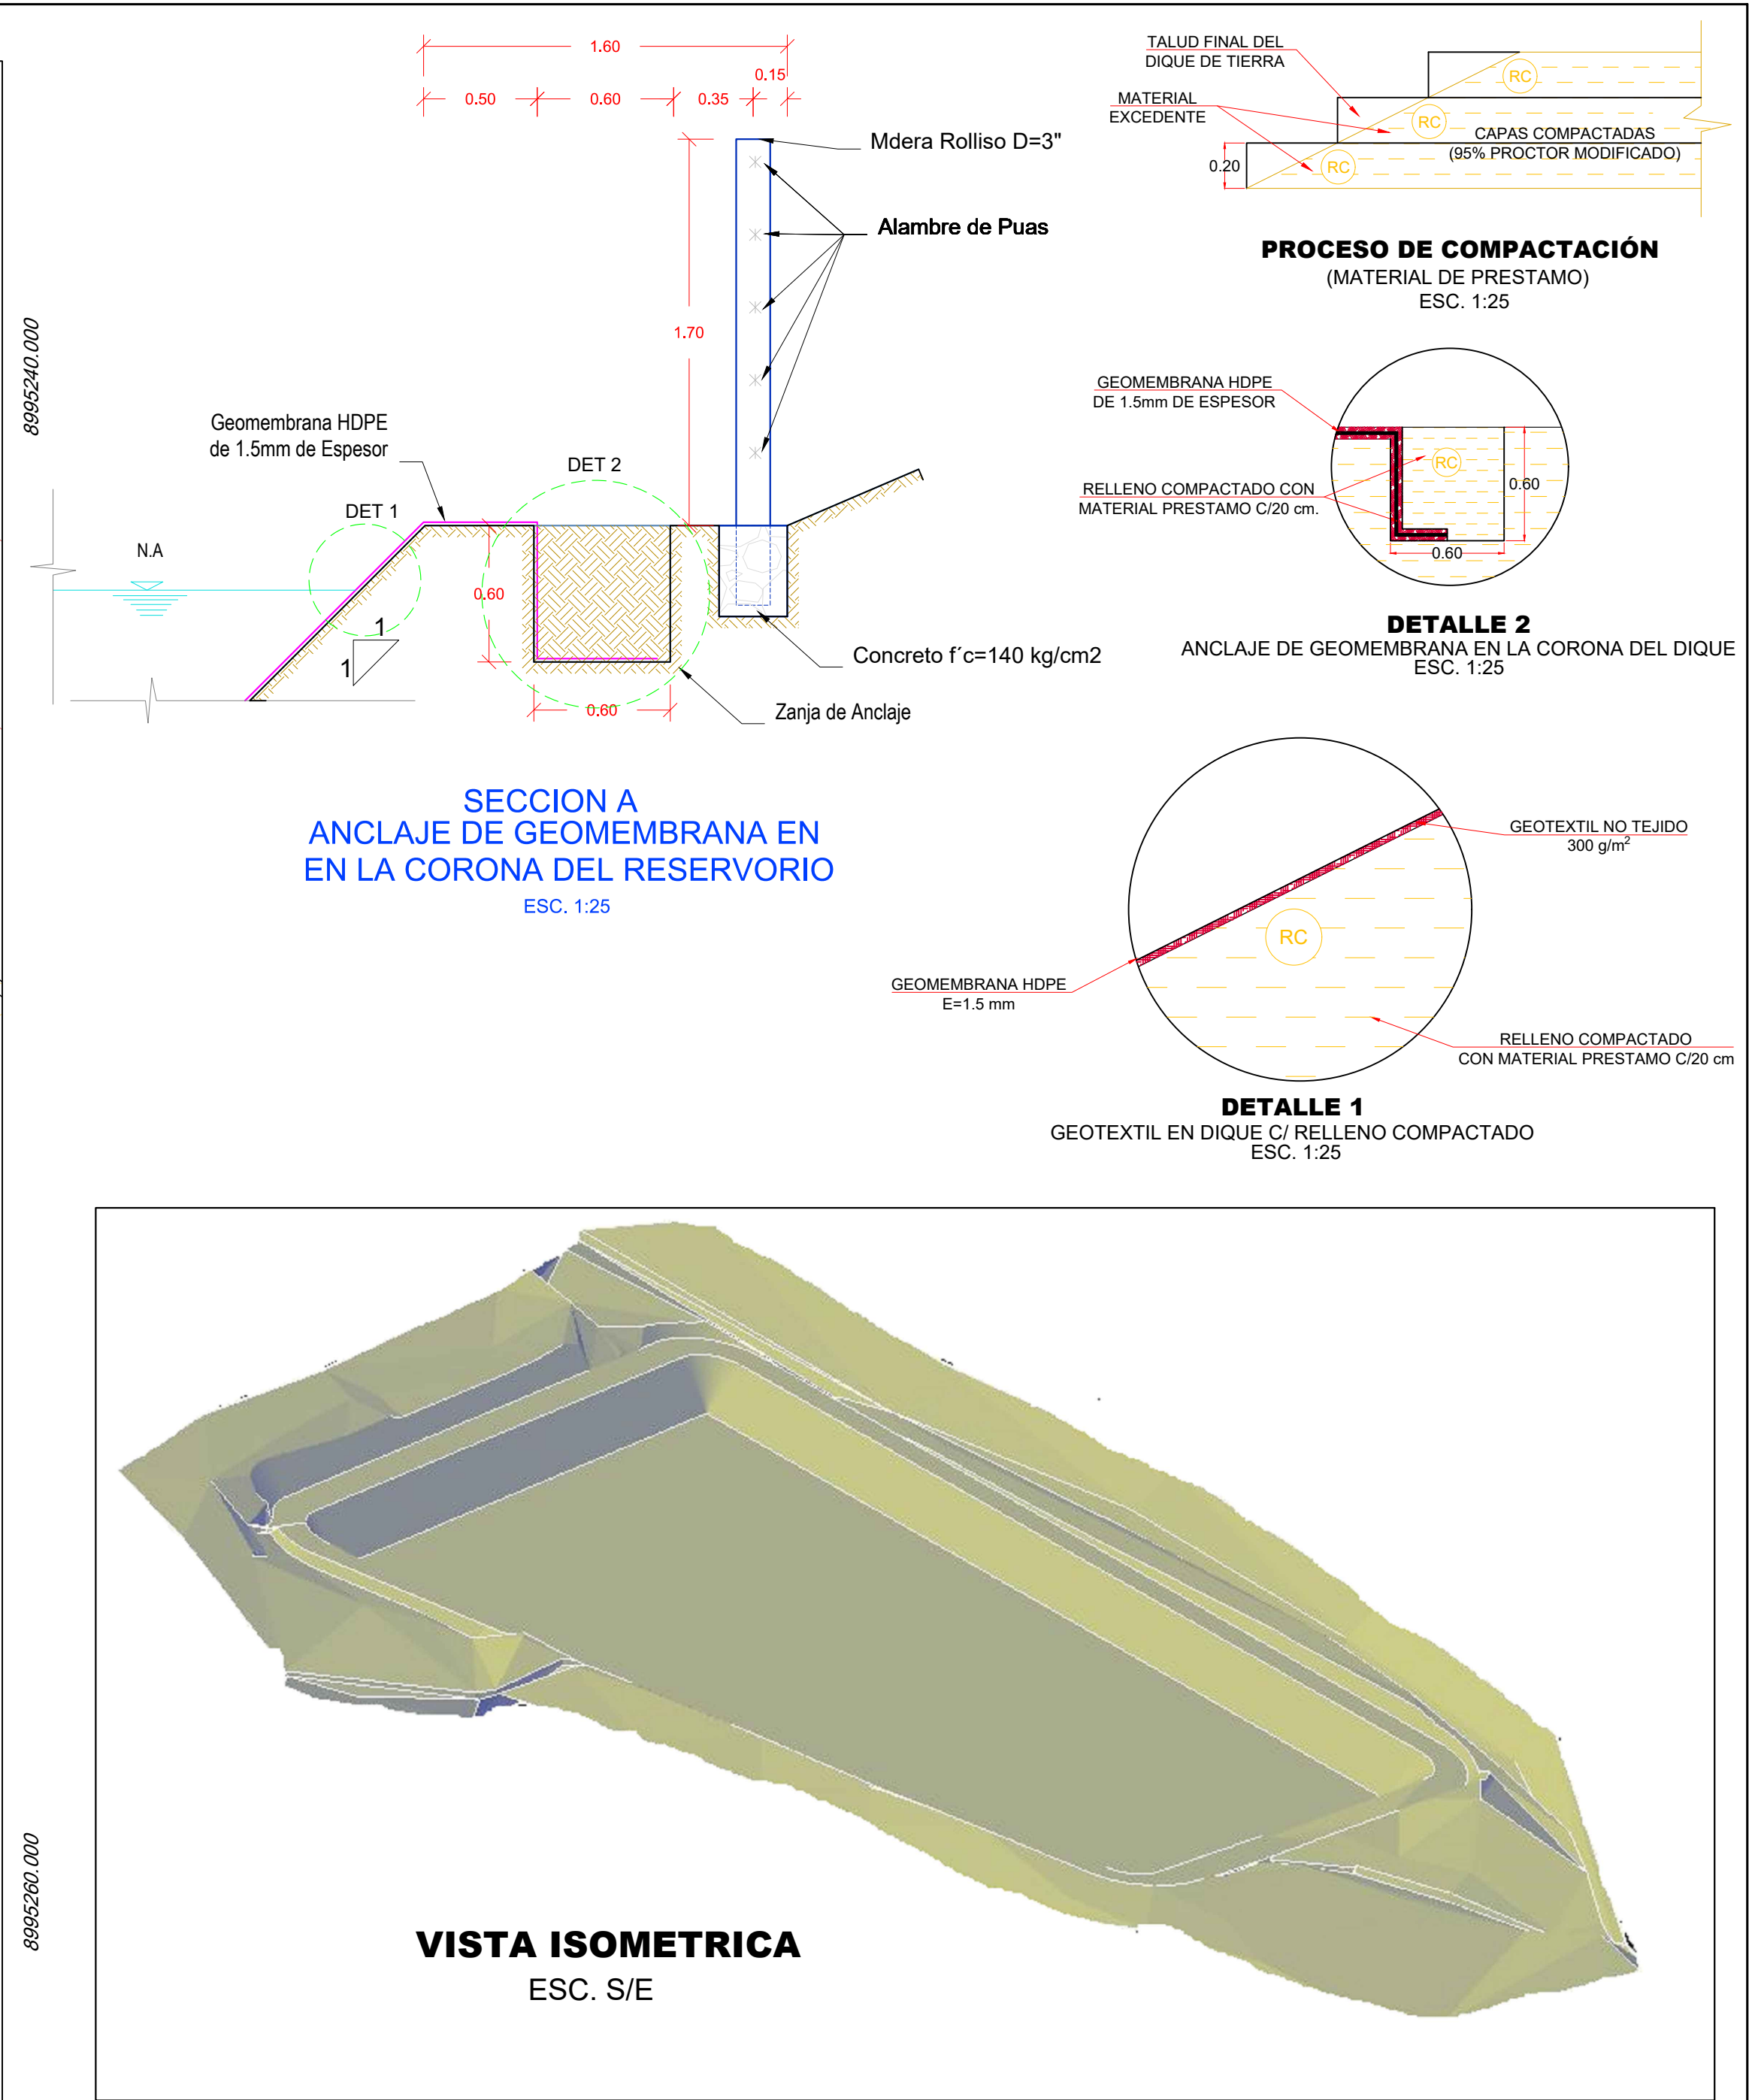 1.60
0.15
0.50
0.60
0.35
Mdera Rolliso D=3"
Alambre de Puas
1.70
Geomembrana HDPE
de 1.5mm de Espesor
DET 1
DET 2
N.A
0.60
1
1
0.60
Concreto f´c=140 kg/cm2
Zanja de Anclaje
SECCION A
ANCLAJE DE GEOMEMBRANA EN
EN LA CORONA DEL RESERVORIO
ESC. 1:25
8995240.000
TALUD FINAL DEL
DIQUE DE TIERRA
MATERIAL
EXCEDENTE
RC
RC
RC
CAPAS COMPACTADAS
(95% PROCTOR MODIFICADO)
0.20
PROCESO DE COMPACTACIÓN
(MATERIAL DE PRESTAMO)
ESC. 1:25
GEOMEMBRANA HDPE
DE 1.5mm DE ESPESOR
RELLENO COMPACTADO CON
MATERIAL PRESTAMO C/20 cm.
RC
0.60
0.60
DETALLE 2
ANCLAJE DE GEOMEMBRANA EN LA CORONA DEL DIQUE
ESC. 1:25
GEOTEXTIL NO TEJIDO
300 g/m²
RC
GEOMEMBRANA HDPE
E=1.5 mm
RELLENO COMPACTADO
CON MATERIAL PRESTAMO C/20 cm
DETALLE 1
GEOTEXTIL EN DIQUE C/ RELLENO COMPACTADO
ESC. 1:25
8995260.000
VISTA ISOMETRICA
ESC. S/E